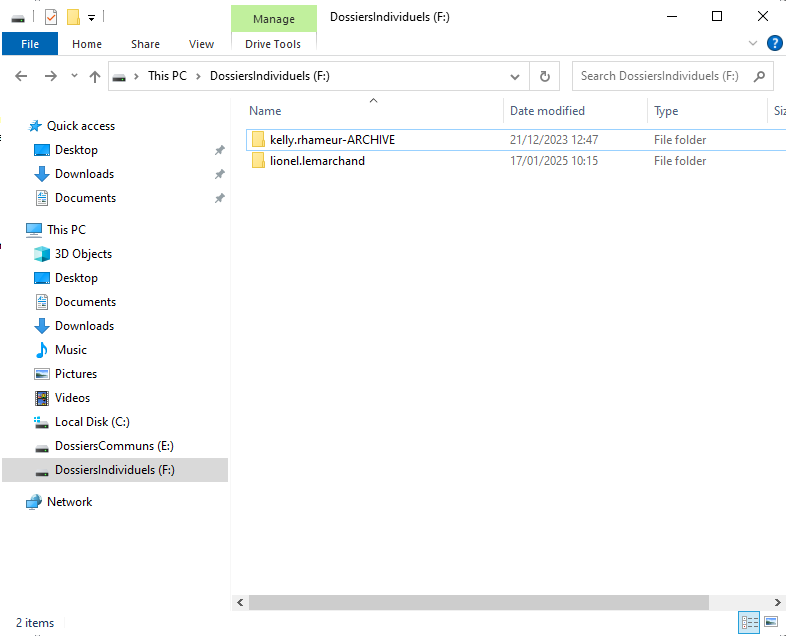 Manage
DossiersIndividuels (F:)
File
Home
Share
View
Drive Tools
?
This PC
DossiersIndividuels (F:)
Search DossiersIndividuels (F:)
Name
Date modified
Type
Siz
Quick access
Desktop
Downloads
Documents
This PC
3D Objects
Desktop
Documents
Downloads
Music
Pictures
Videos
Local Disk (C:)
DossiersCommuns (E:)
DossiersIndividuels (F:)
Network
kelly.rhameur-ARCHIVE 21/12/2023 12:47 File folder
lionel.lemarchand 17/01/2025 10:15 File folder
2 items